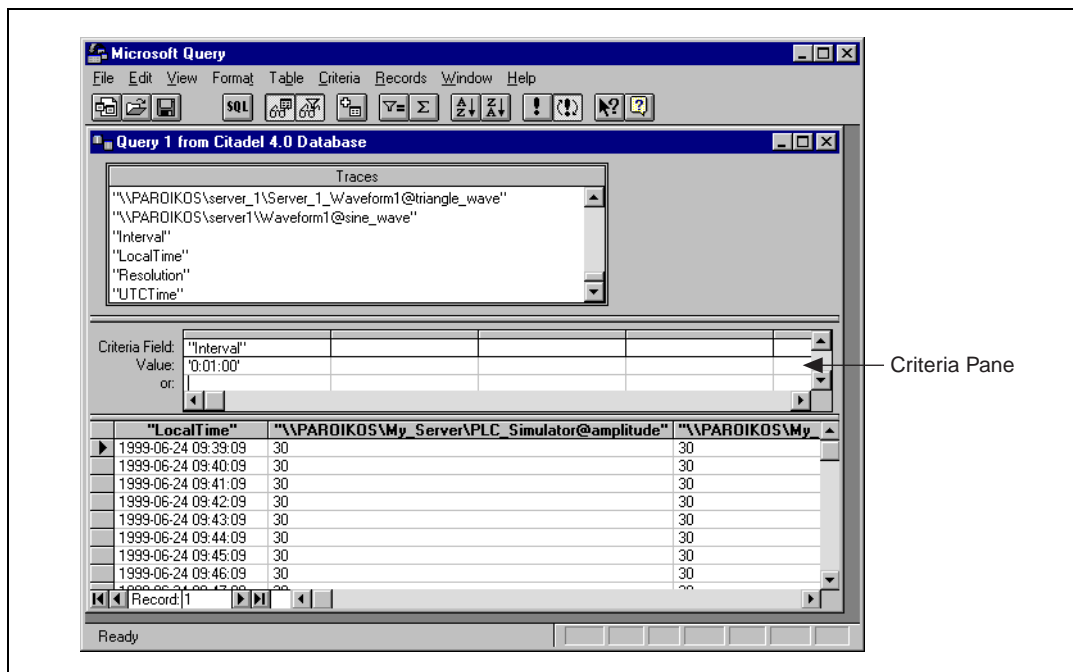 Microsoft Query
File Edit View Format Table Criteria Records Window Help
SQL
Query 1 from Citadel 4.0 Database
Traces
"\\PAROIKOS\server_1\Server_1_Waveform1@triangle_wave"
"\\PAROIKOS\server1\Waveform1@sine_wave"
"Interval"
"LocalTime"
"Resolution"
"UTCTime"
Criteria Field: "Interval"
Value: '0:01:00'
or:
Criteria Pane
"LocalTime" "\\PAROIKOS\My_Server\PLC_Simulator@amplitude" "\\PAROIKOS\My_
1999-06-24 09:39:09 30 30
1999-06-24 09:40:09 30 30
1999-06-24 09:41:09 30 30
1999-06-24 09:42:09 30 30
1999-06-24 09:43:09 30 30
1999-06-24 09:44:09 30 30
1999-06-24 09:45:09 30 30
1999-06-24 09:46:09 30 30
Record: 1
Ready